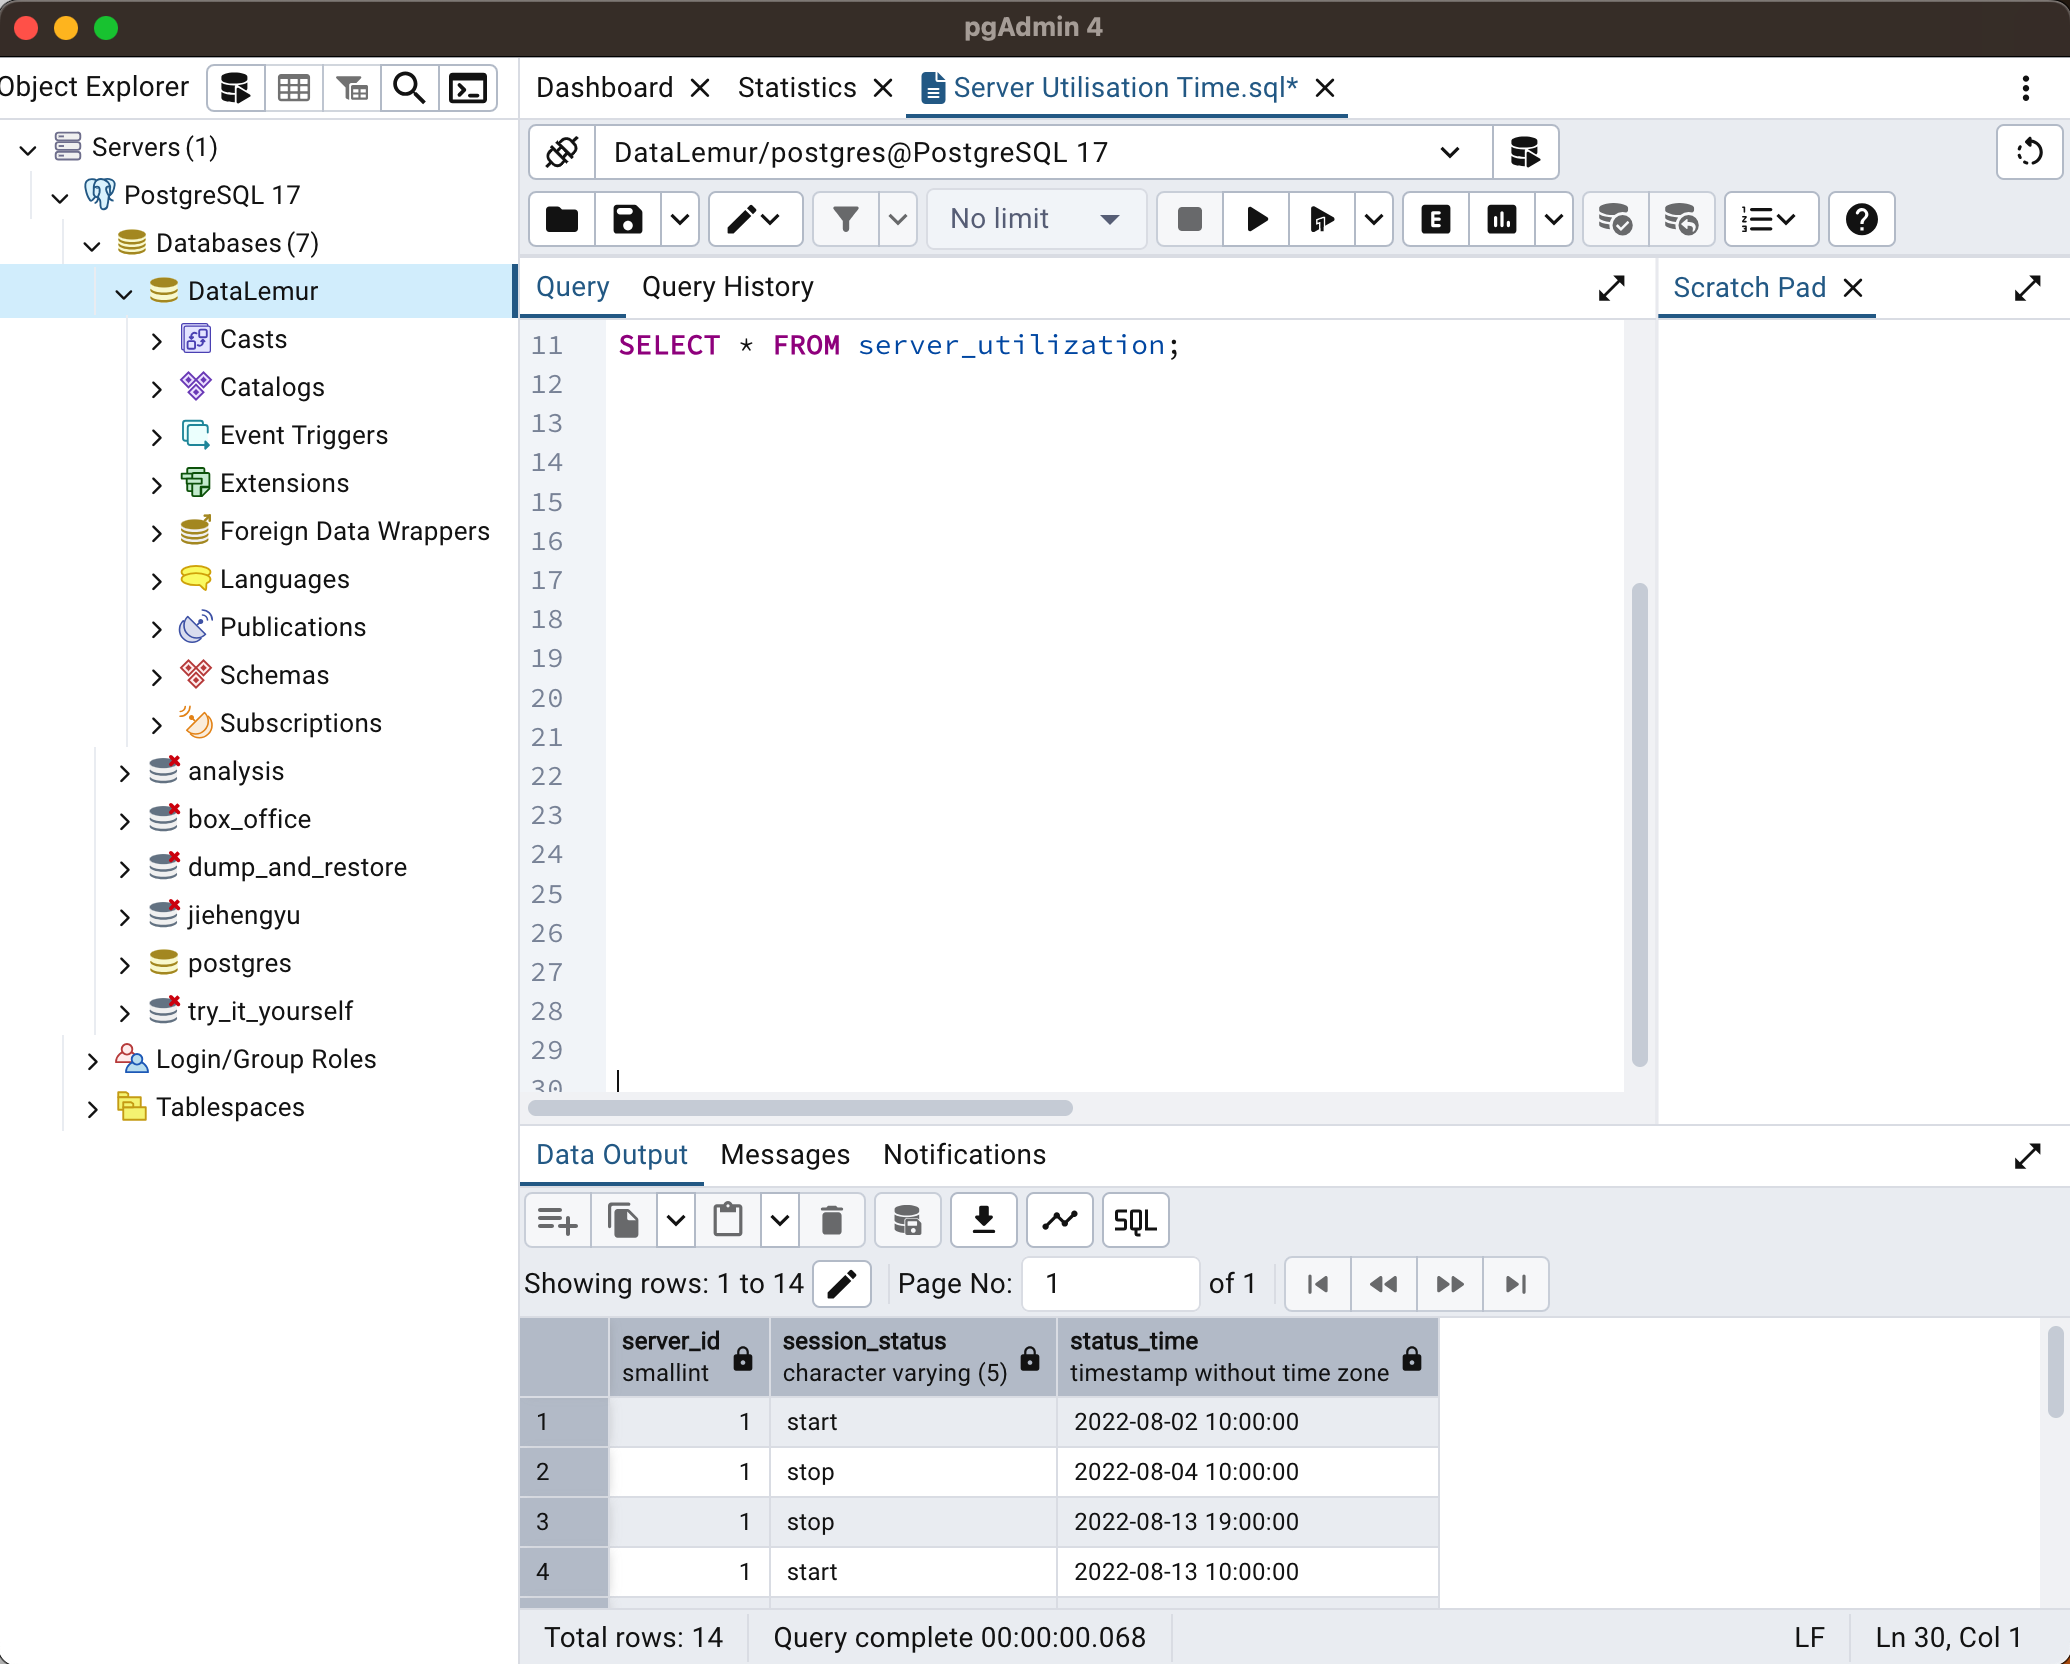 pgAdmin 4
Object Explorer
Dashboard
Statistics
Server Utilisation Time.sql*
Servers (1)
PostgreSQL 17
Databases (7)
DataLemur
Casts
Catalogs
Event Triggers
Extensions
Foreign Data Wrappers
Languages
Publications
Schemas
Subscriptions
analysis
box_office
dump_and_restore
jiehengyu
postgres
try_it_yourself
Login/Group Roles
Tablespaces
DataLemur/postgres@PostgreSQL 17
No limit
E
Query
Query History
Scratch Pad
11 SELECT * FROM server_utilization;
12
13
14
15
16
17
18
19
20
21
22
23
24
25
26
27
28
29
30
Data Output
Messages
Notifications
SQL
Showing rows: 1 to 14
Page No: 1 of 1
server_id smallint
session_status character varying (5)
status_time timestamp without time zone
1 1 start 2022-08-02 10:00:00
2 1 stop 2022-08-04 10:00:00
3 1 stop 2022-08-13 19:00:00
4 1 start 2022-08-13 10:00:00
Total rows: 14
Query complete 00:00:00.068
LF
Ln 30, Col 1